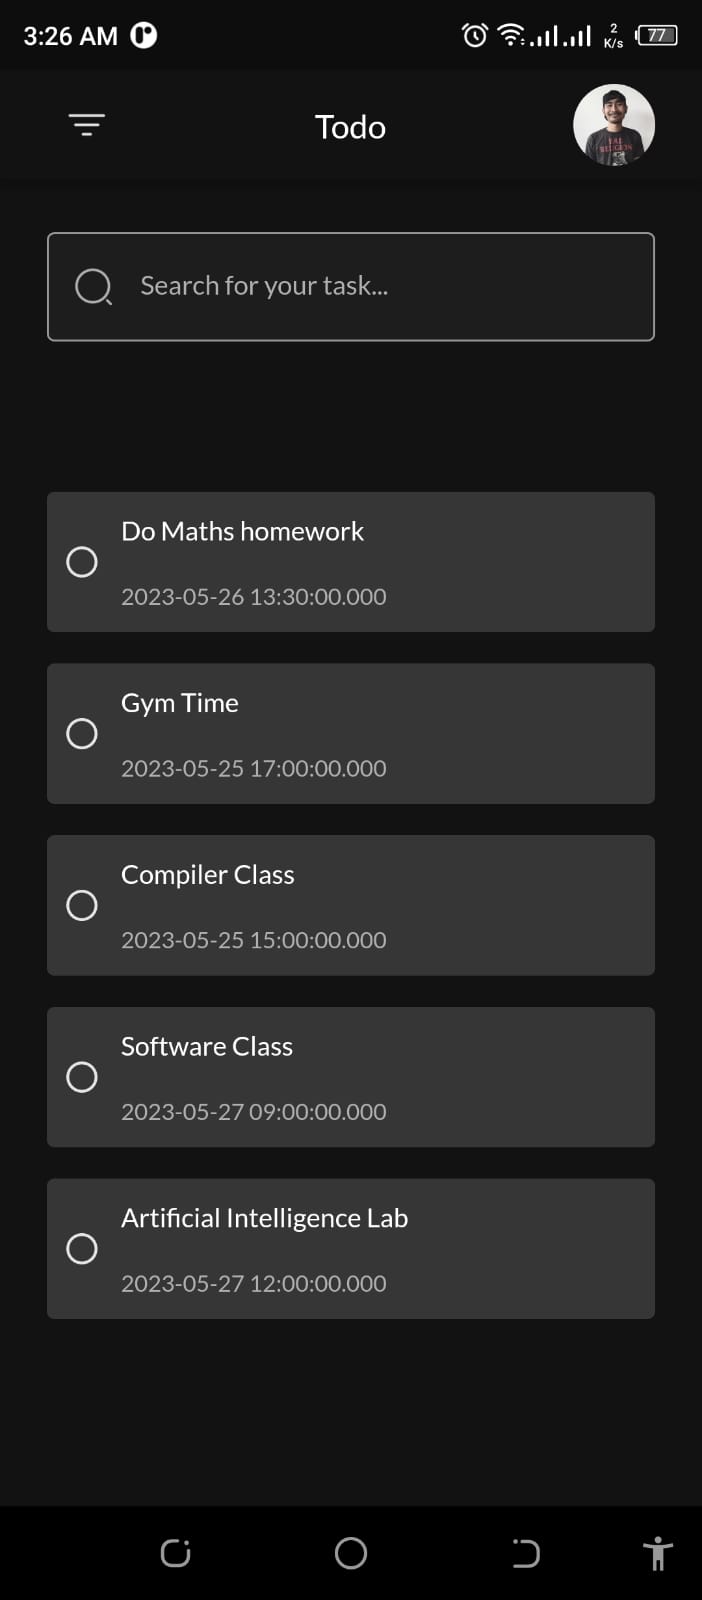 3:26 AM
2
K/s
77
Todo
Search for your task...
Do Maths homework
2023-05-26 13:30:00.000
Gym Time
2023-05-25 17:00:00.000
Compiler Class
2023-05-25 15:00:00.000
Software Class
2023-05-27 09:00:00.000
Artificial Intelligence Lab
2023-05-27 12:00:00.000